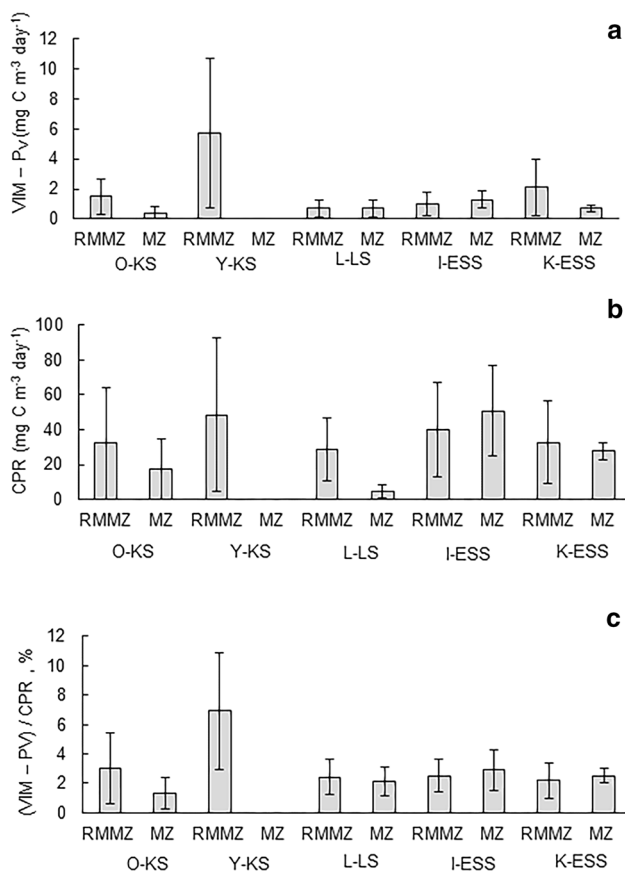 a
VIM – PV (mg C m-3 day-1)
12
10
8
6
4
2
0
RMMZ MZ RMMZ MZ RMMZ MZ RMMZ MZ RMMZ MZ
O-KS Y-KS L-LS I-ESS K-ESS
b
CPR (mg C m-3 day-1)
100
80
60
40
20
0
RMMZ MZ RMMZ MZ RMMZ MZ RMMZ MZ RMMZ MZ
O-KS Y-KS L-LS I-ESS K-ESS
c
(VIM – PV) / CPR , %
12
10
8
6
4
2
0
RMMZ MZ RMMZ MZ RMMZ MZ RMMZ MZ RMMZ MZ
O-KS Y-KS L-LS I-ESS K-ESS